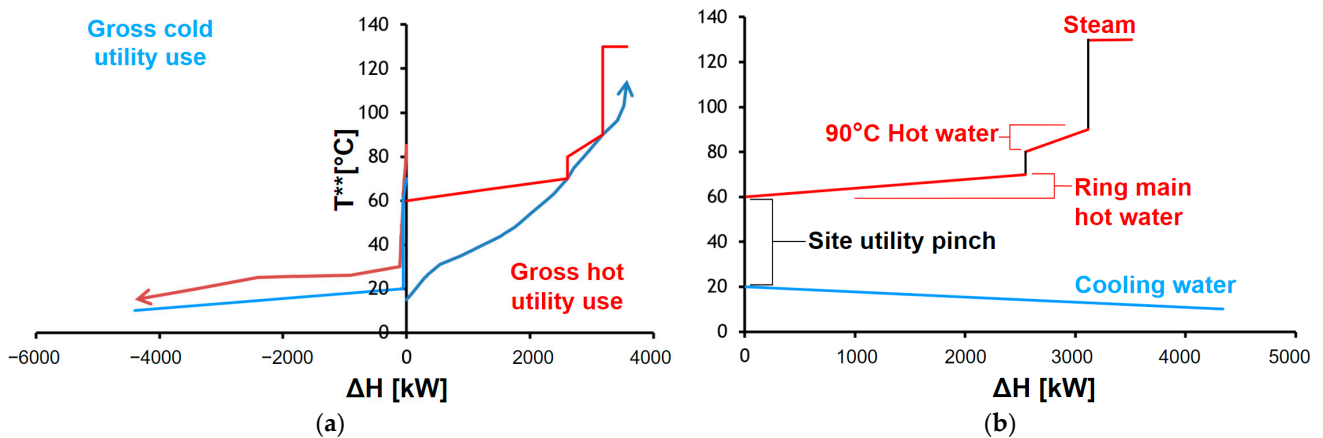 Gross cold
utility use
T**[°C]
140
120
100
80
60
40
20
0
Gross hot
utility use
−6000
−4000
−2000
0
2000
4000
ΔH [kW]
(a)
140
120
100
80
60
40
20
0
Steam
90°C Hot water
Ring main
hot water
Site utility pinch
Cooling water
0
1000
2000
3000
4000
5000
ΔH [kW]
(b)